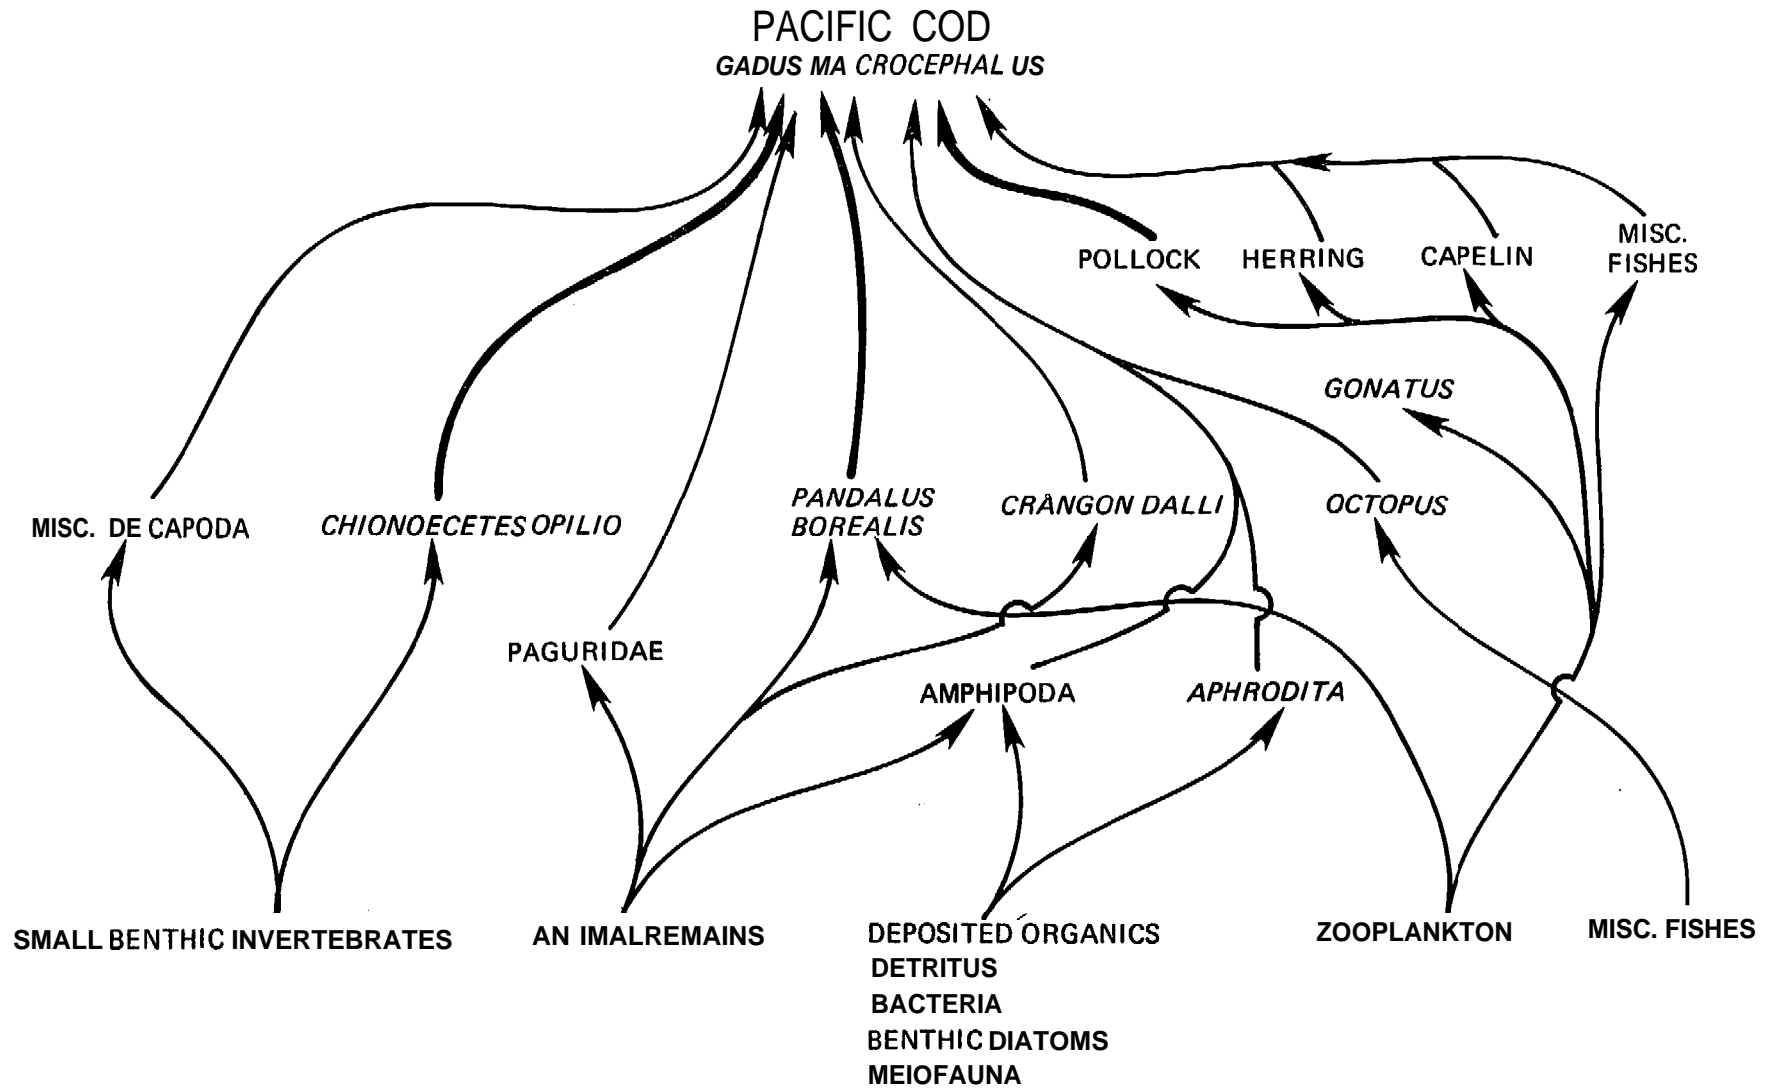 PACIFIC COD
GADUS MA CROCEPHAL US
POLLOCK
HERRING
CAPELIN
MISC.
FISHES
GONATUS
MISC. DE CAPODA
CHIONOECETES OPILIO
PANDALUS
BOREALIS
CRANGON DALLI
OCTOPUS
PAGURIDAE
AMPHIPODA
APHRODITA
SMALL BENTHIC INVERTEBRATES
AN IMALREMAINS
DEPOSITED ORGANICS
DETRITUS
BACTERIA
BENTHIC DIATOMS
MEIOFAUNA
ZOOPLANKTON
MISC. FISHES